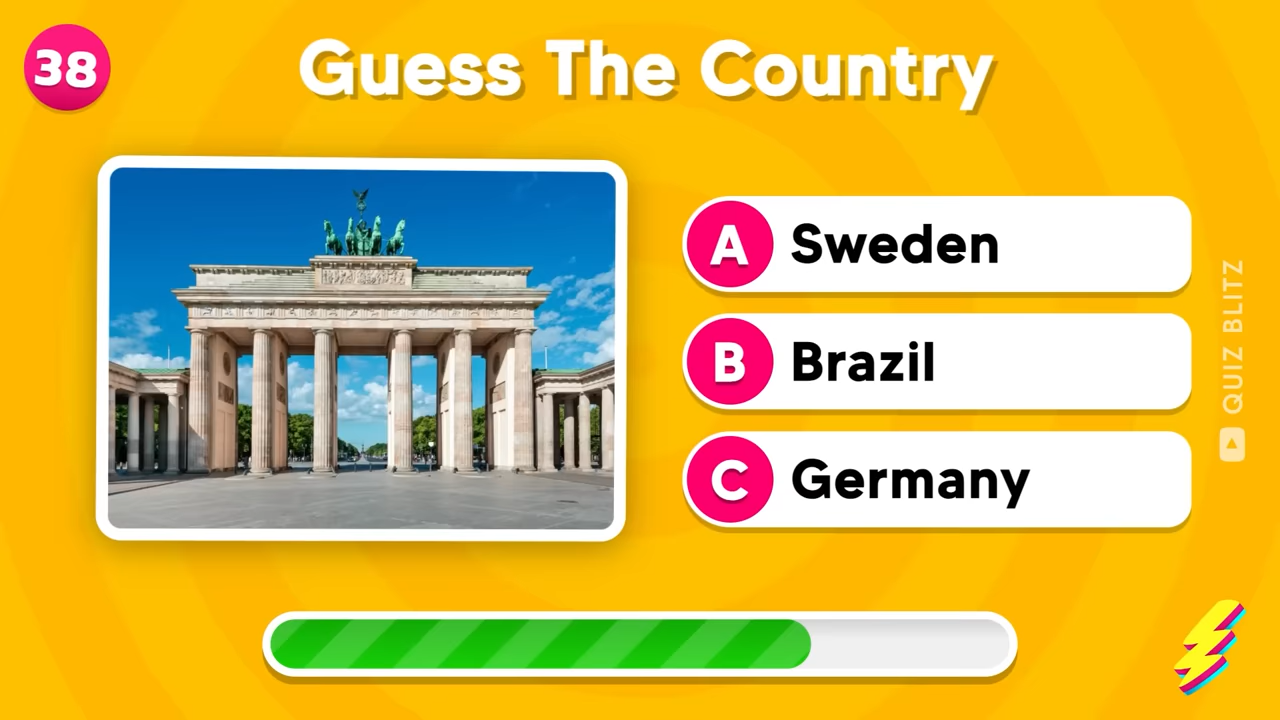 38
Guess The Country
A Sweden
B Brazil
C Germany
QUIZ BLITZ